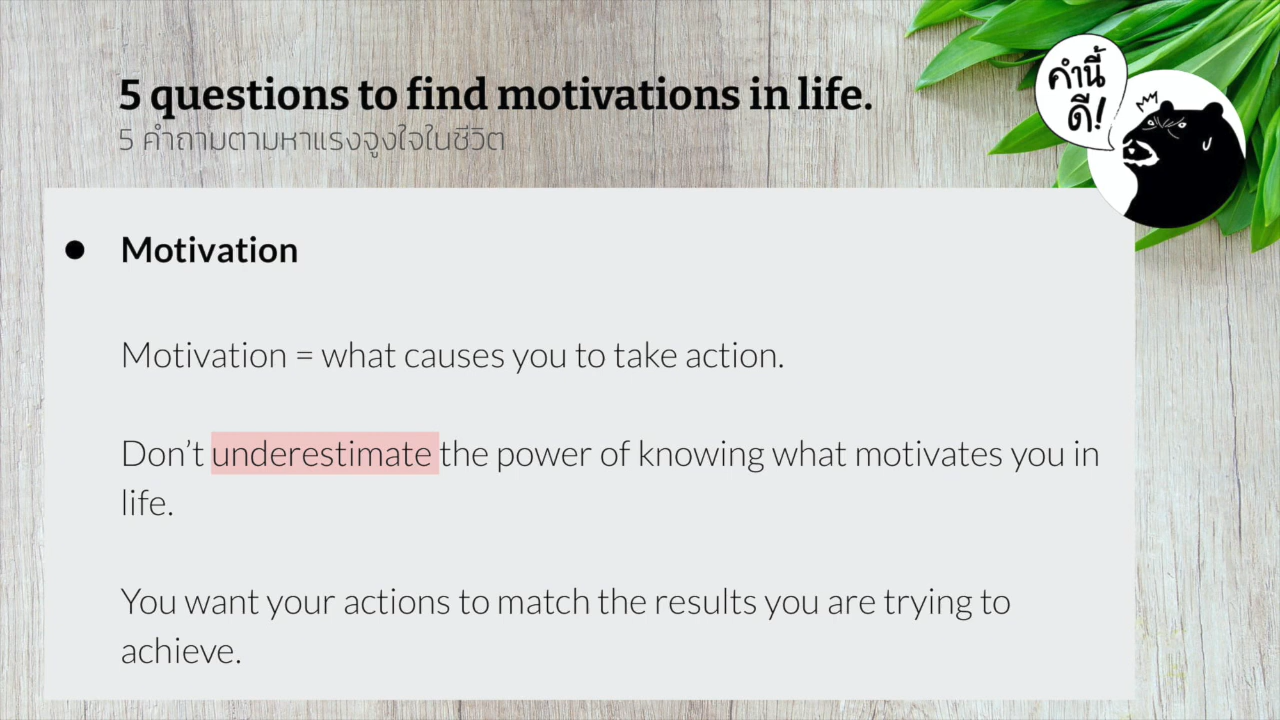 5 questions to find motivations in life.
5 คำถามตามหาแรงจูงใจในชีวิต
คำนี้
ดี!
● Motivation
Motivation = what causes you to take action.
Don’t underestimate the power of knowing what motivates you in
life.
You want your actions to match the results you are trying to
achieve.